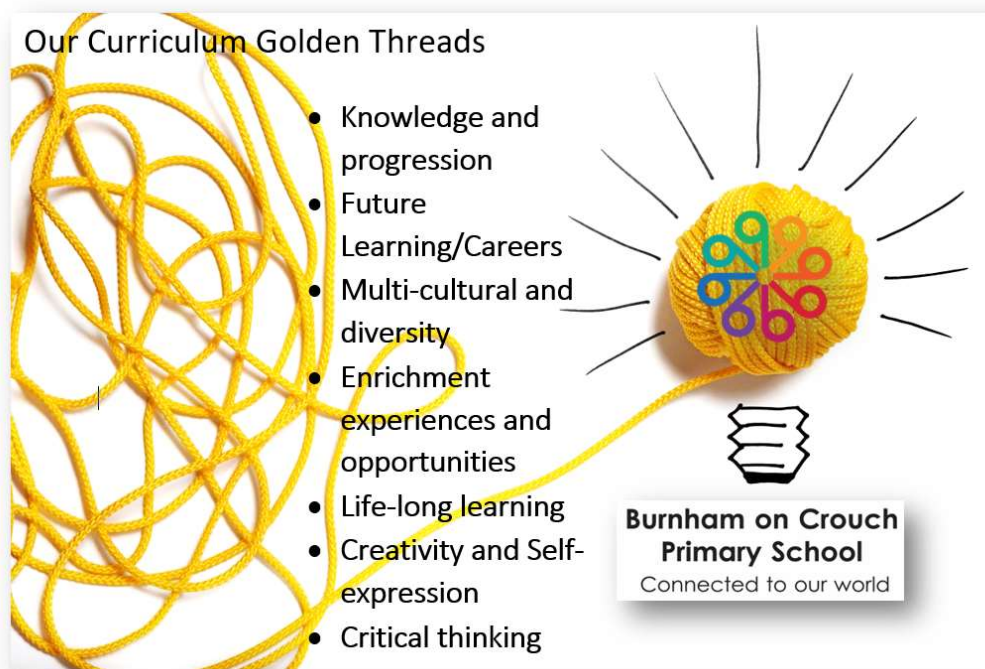 Our Curriculum Golden Threads
• Knowledge and
progression
• Future
Learning/Careers
• Multi-cultural and
diversity
• Enrichment
experiences and
opportunities
• Life-long learning
• Creativity and Self-
expression
• Critical thinking
Burnham on Crouch
Primary School
Connected to our world